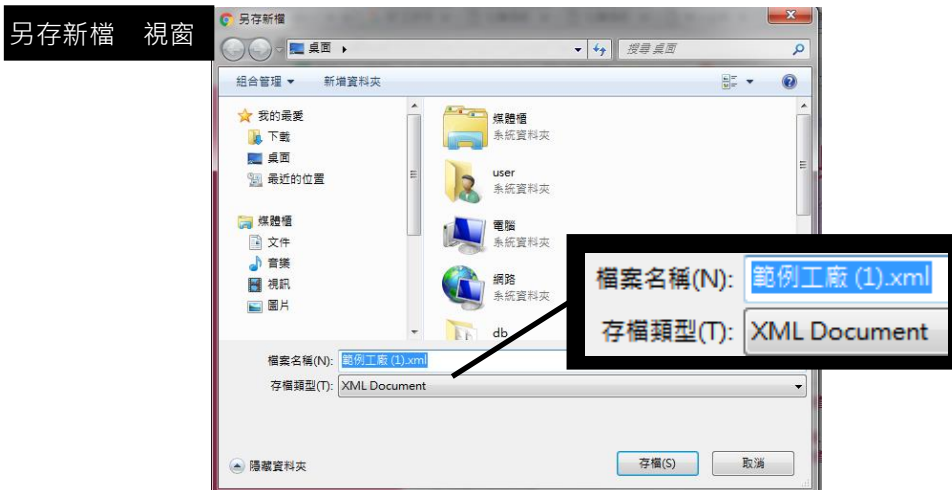 另存新檔　視窗
另存新檔
桌面
搜尋桌面
組合管理
新增資料夾
我的最愛
下載
桌面
最近的位置
媒體櫃
文件
音樂
視訊
圖片
媒體櫃
系統資料夾
user
系統資料夾
電腦
系統資料夾
網路
系統資料夾
db
檔案名稱(N): 範例工廠 (1).xml
存檔類型(T): XML Document
檔案名稱(N): 範例工廠 (1).xml
存檔類型(T): XML Document
隱藏資料夾
存檔(S)
取消